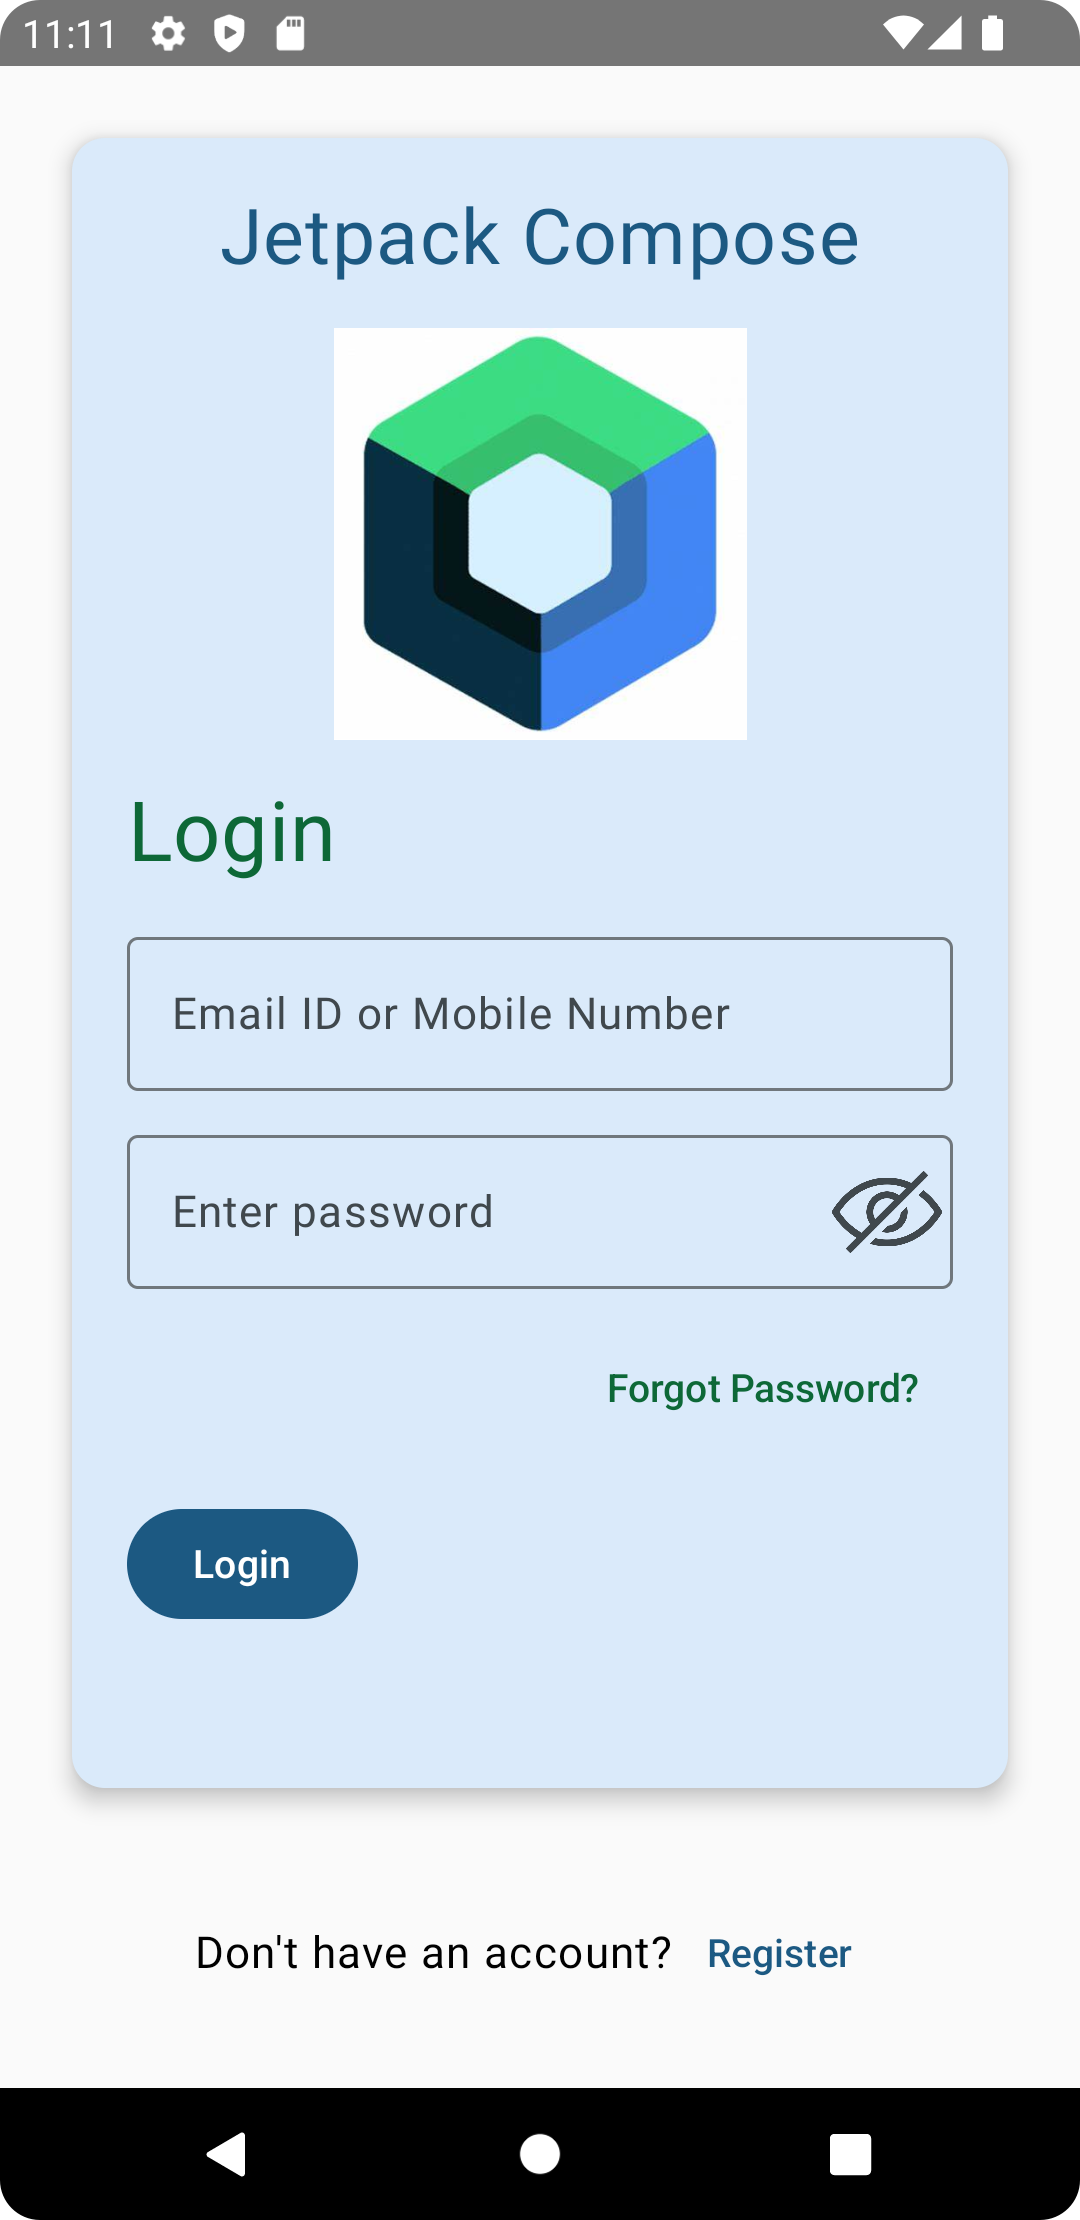 11:11
Jetpack Compose
Login
Email ID or Mobile Number
Enter password
Forgot Password?
Login
Don't have an account? Register